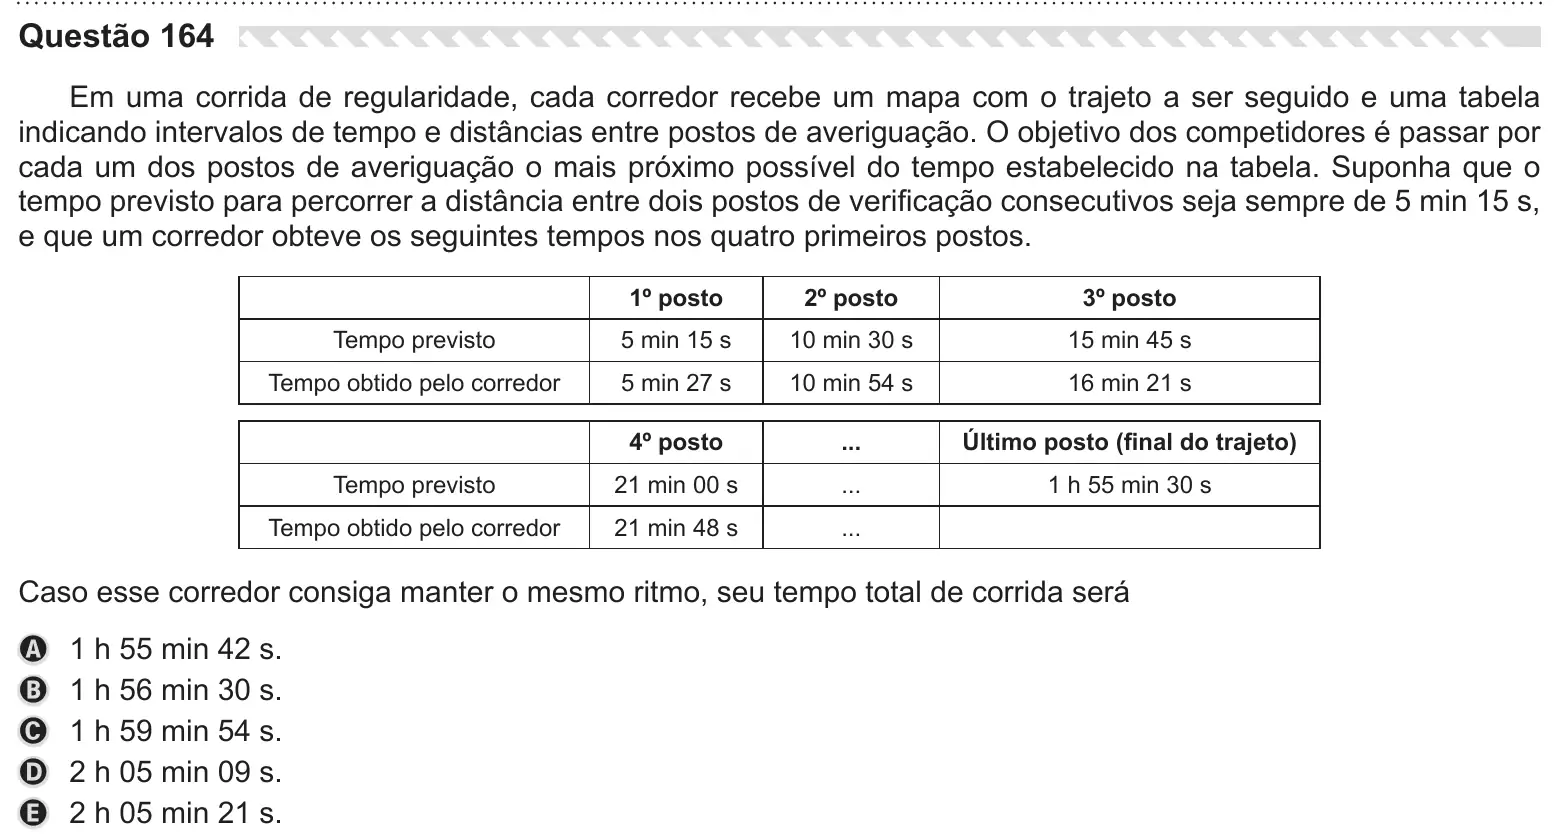 Questão 164
Em uma corrida de regularidade, cada corredor recebe um mapa com o trajeto a ser seguido e uma tabela
indicando intervalos de tempo e distâncias entre postos de averiguação. O objetivo dos competidores é passar por
cada um dos postos de averiguação o mais próximo possível do tempo estabelecido na tabela. Suponha que o
tempo previsto para percorrer a distância entre dois postos de verificação consecutivos seja sempre de 5 min 15 s,
e que um corredor obteve os seguintes tempos nos quatro primeiros postos.
1º posto 2º posto 3º posto
Tempo previsto 5 min 15 s 10 min 30 s 15 min 45 s
Tempo obtido pelo corredor 5 min 27 s 10 min 54 s 16 min 21 s
4º posto ... Último posto (final do trajeto)
Tempo previsto 21 min 00 s ... 1 h 55 min 30 s
Tempo obtido pelo corredor 21 min 48 s ...
Caso esse corredor consiga manter o mesmo ritmo, seu tempo total de corrida será
A 1 h 55 min 42 s.
B 1 h 56 min 30 s.
C 1 h 59 min 54 s.
D 2 h 05 min 09 s.
E 2 h 05 min 21 s.